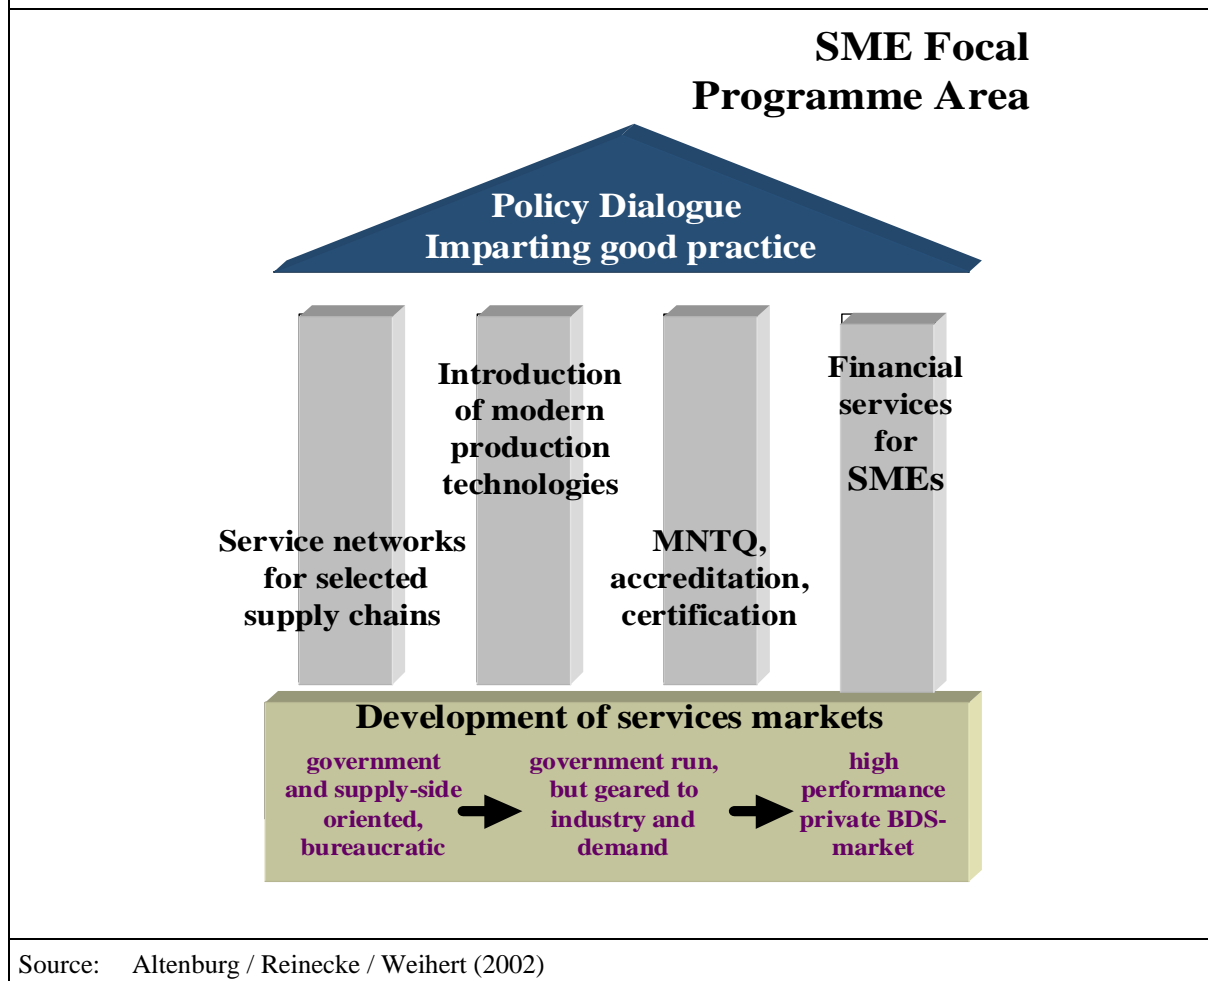 SME Focal
Programme Area
Policy Dialogue
Imparting good practice
Service networks
for selected
supply chains
Introduction
of modern
production
technologies
MNTQ,
accreditation,
certification
Financial
services
for
SMEs
Development of services markets
government
and supply-side
oriented,
bureaucratic
government run,
but geared to
industry and
demand
high
performance
private BDS-
market
Source: Altenburg / Reinecke / Weihert (2002)